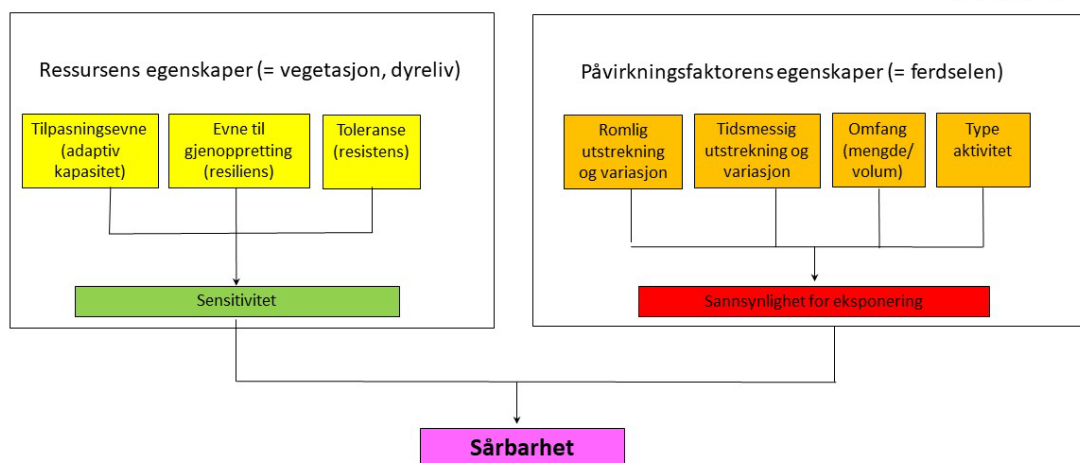 Ressursens egenskaper (= vegetasjon, dyreliv)
Tilpasningsevne
(adaptiv
kapasitet)
Evne til
gjenoppretting
(resiliens)
Toleranse
(resistens)
Sensitivitet
Påvirkningsfaktorens egenskaper (= ferdselen)
Romlig
utstrekning
og variasjon
Tidsmessig
utstrekning og
variasjon
Omfang
(mengde/
volum)
Type
aktivitet
Sannsynlighet for eksponering
Sårbarhet